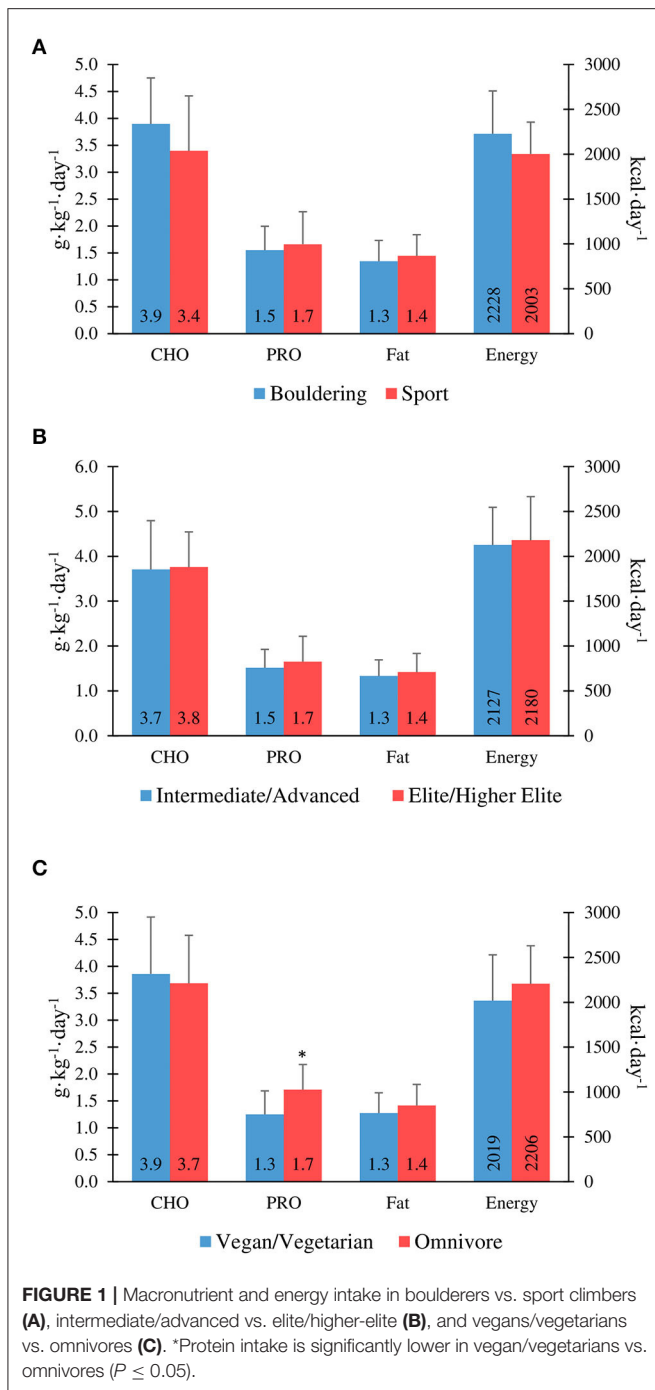 A
5.0
4.5
4.0
3.5
3.0
2.5
2.0
1.5
1.0
0.5
0.0
g·kg⁻¹·day⁻¹
3000
2500
2000
1500
1000
500
0
kcal·day⁻¹
3.9 3.4 1.5 1.7 1.3 1.4 2228 2003
CHO PRO Fat Energy
Bouldering Sport
B
6.0
5.0
4.0
3.0
2.0
1.0
0.0
g·kg⁻¹·day⁻¹
3000
2500
2000
1500
1000
500
0
kcal·day⁻¹
3.7 3.8 1.5 1.7 1.3 1.4 2127 2180
CHO PRO Fat Energy
Intermediate/Advanced Elite/Higher Elite
C
5.0
4.5
4.0
3.5
3.0
2.5
2.0
1.5
1.0
0.5
0.0
g·kg⁻¹·day⁻¹
3000
2500
2000
1500
1000
500
0
kcal·day⁻¹
*
3.9 3.7 1.3 1.7 1.3 1.4 2019 2206
CHO PRO Fat Energy
Vegan/Vegetarian Omnivore
FIGURE 1 | Macronutrient and energy intake in boulderers vs. sport climbers
(A), intermediate/advanced vs. elite/higher-elite (B), and vegans/vegetarians
vs. omnivores (C). *Protein intake is significantly lower in vegan/vegetarians vs.
omnivores (P ≤ 0.05).